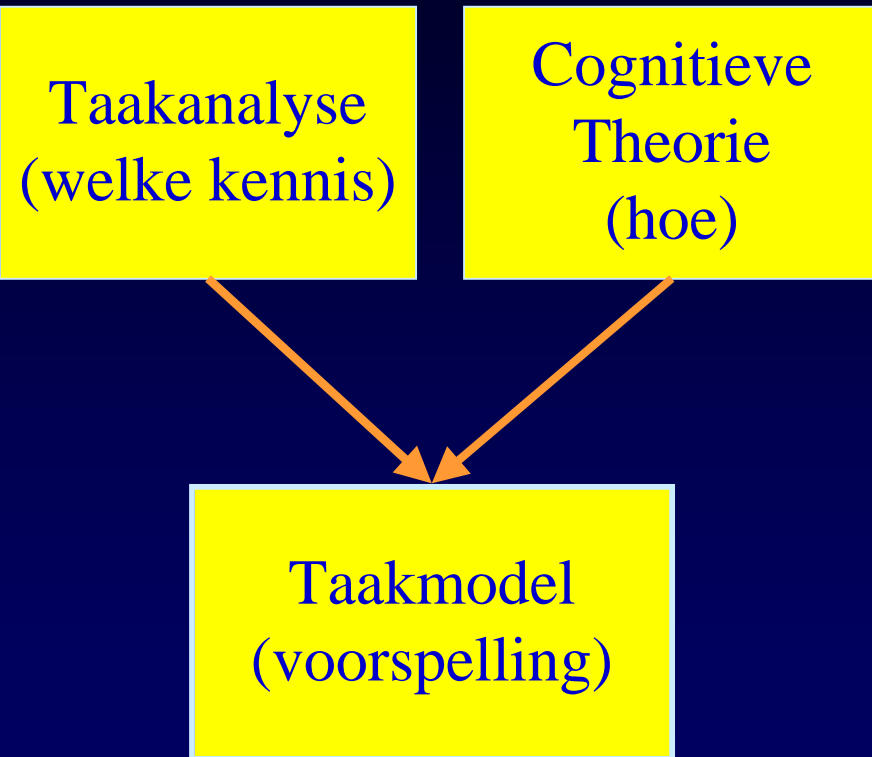 Taakanalyse
(welke kennis)
Cognitieve
Theorie
(hoe)
Taakmodel
(voorspelling)